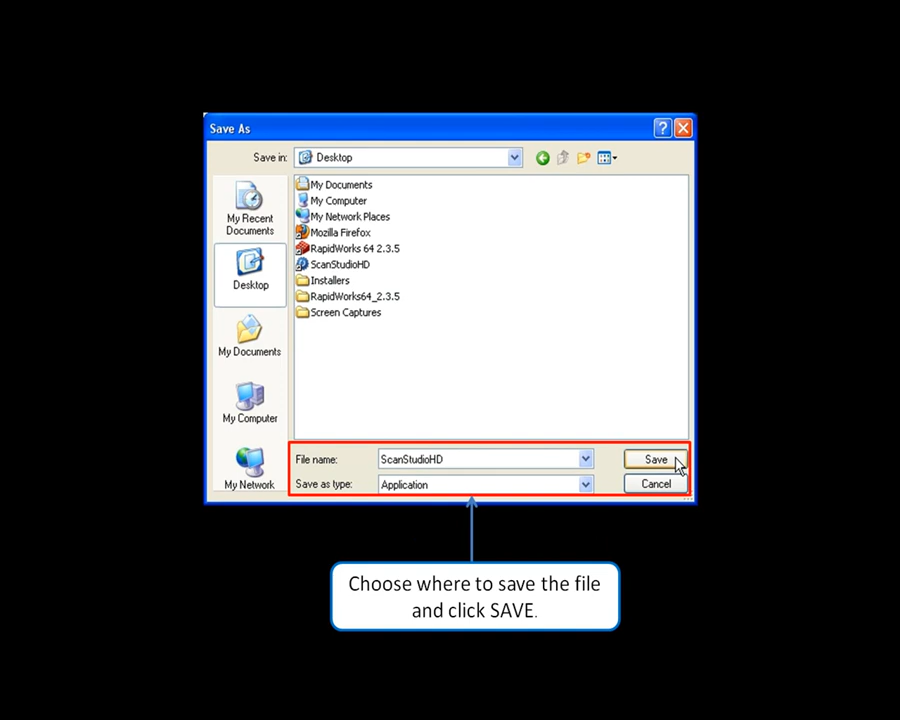 Save As
Save in:
Desktop
My Recent
Documents
Desktop
My Documents
My Computer
My Network
My Documents
My Computer
My Network Places
Mozilla Firefox
RapidWorks 64 2.3.5
ScanStudioHD
Installers
RapidWorks64_2.3.5
Screen Captures
File name:
ScanStudioHD
Save
Save as type:
Application
Cancel
Choose where to save the file
and click SAVE.